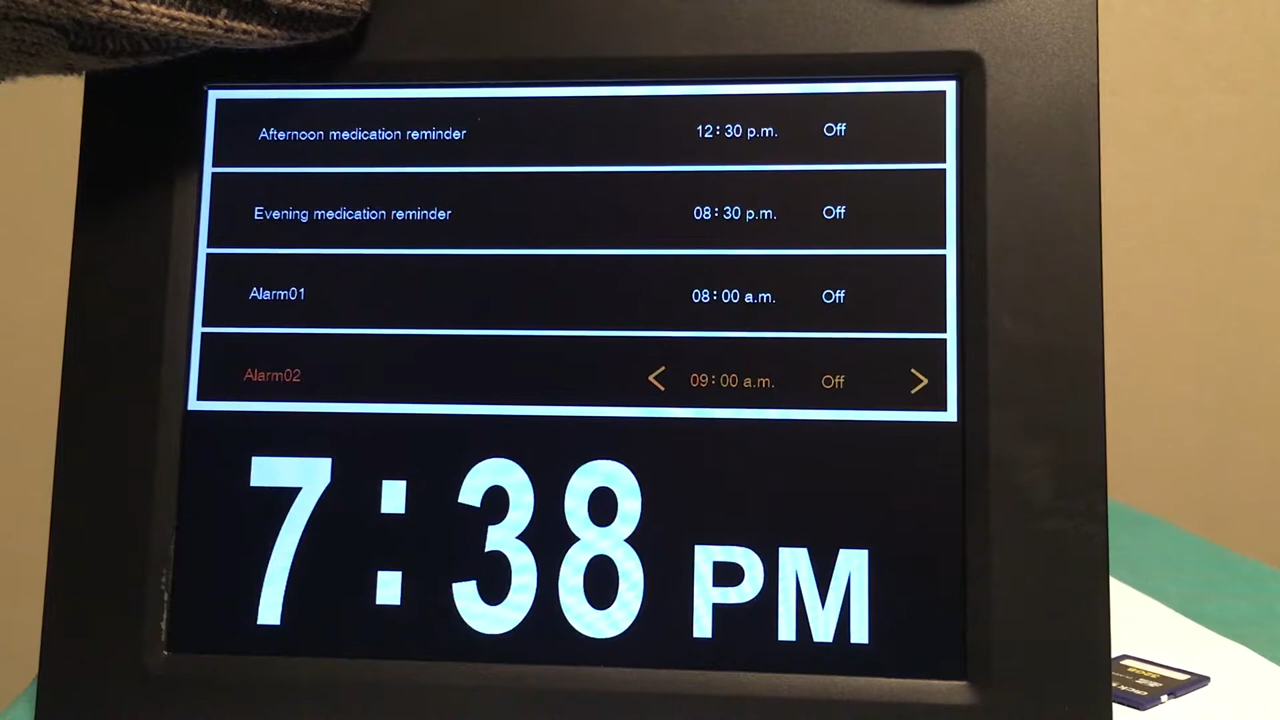 Afternoon medication reminder 12:30 p.m. Off
Evening medication reminder 08:30 p.m. Off
Alarm01 08:00 a.m. Off
Alarm02 < 09:00 a.m. Off >
7:38 PM